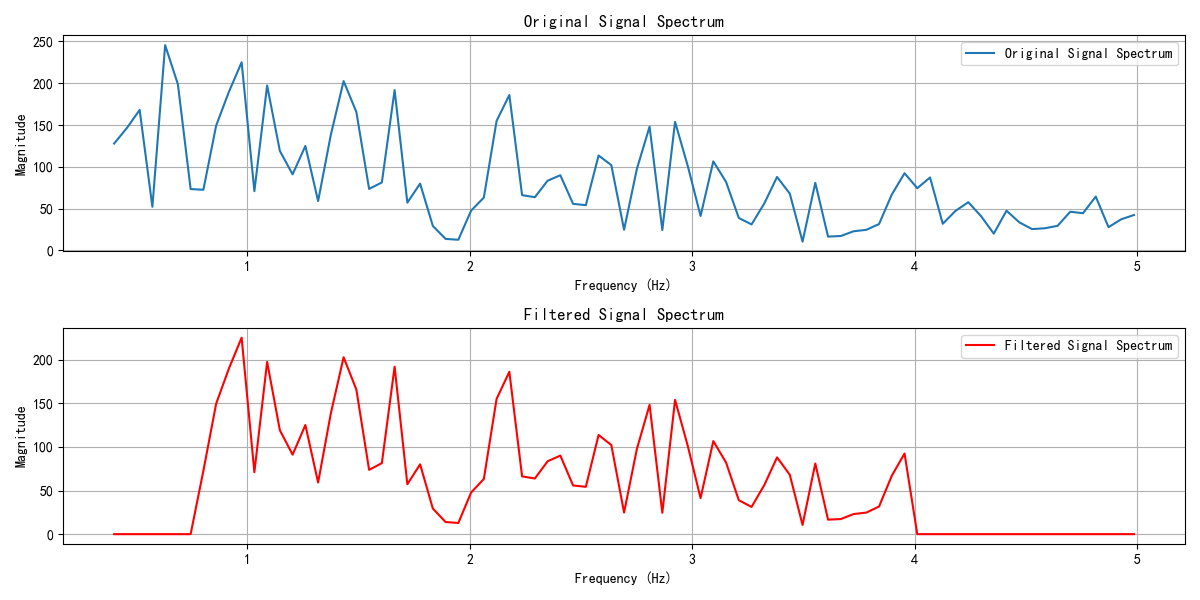 Original Signal Spectrum
Original Signal Spectrum
Magnitude
250
200
150
100
50
0
1
2
3
4
5
Frequency (Hz)
Filtered Signal Spectrum
Filtered Signal Spectrum
Magnitude
200
150
100
50
0
1
2
3
4
5
Frequency (Hz)